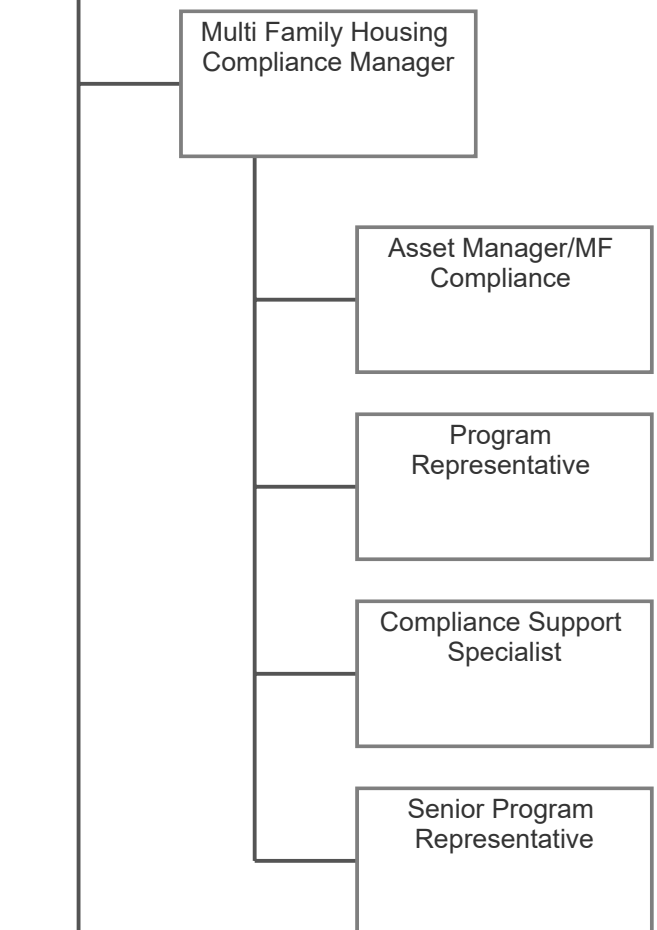 Multi Family Housing
Compliance Manager
Asset Manager/MF
Compliance
Program
Representative
Compliance Support
Specialist
Senior Program
Representative